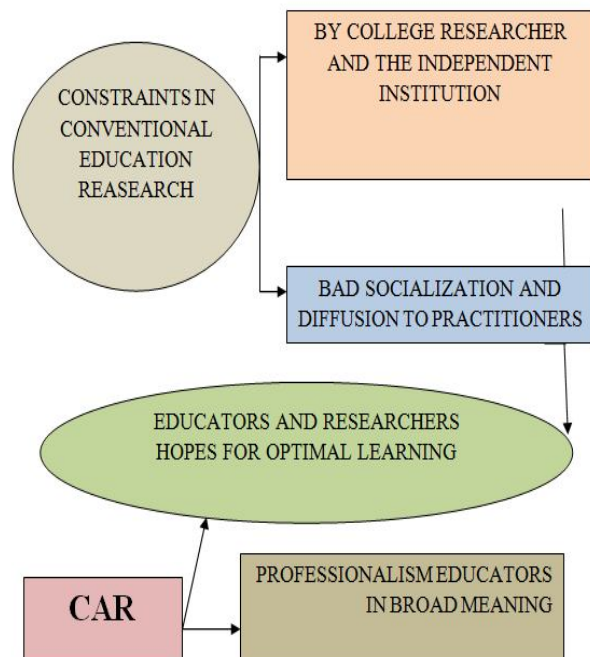 BY COLLEGE RESEARCHER
AND THE INDEPENDENT
INSTITUTION
CONSTRAINTS IN
CONVENTIONAL
EDUCATION
REASEARCH
BAD SOCIALIZATION AND
DIFFUSION TO PRACTITIONERS
EDUCATORS AND RESEARCHERS
HOPES FOR OPTIMAL LEARNING
CAR
PROFESSIONALISM EDUCATORS
IN BROAD MEANING